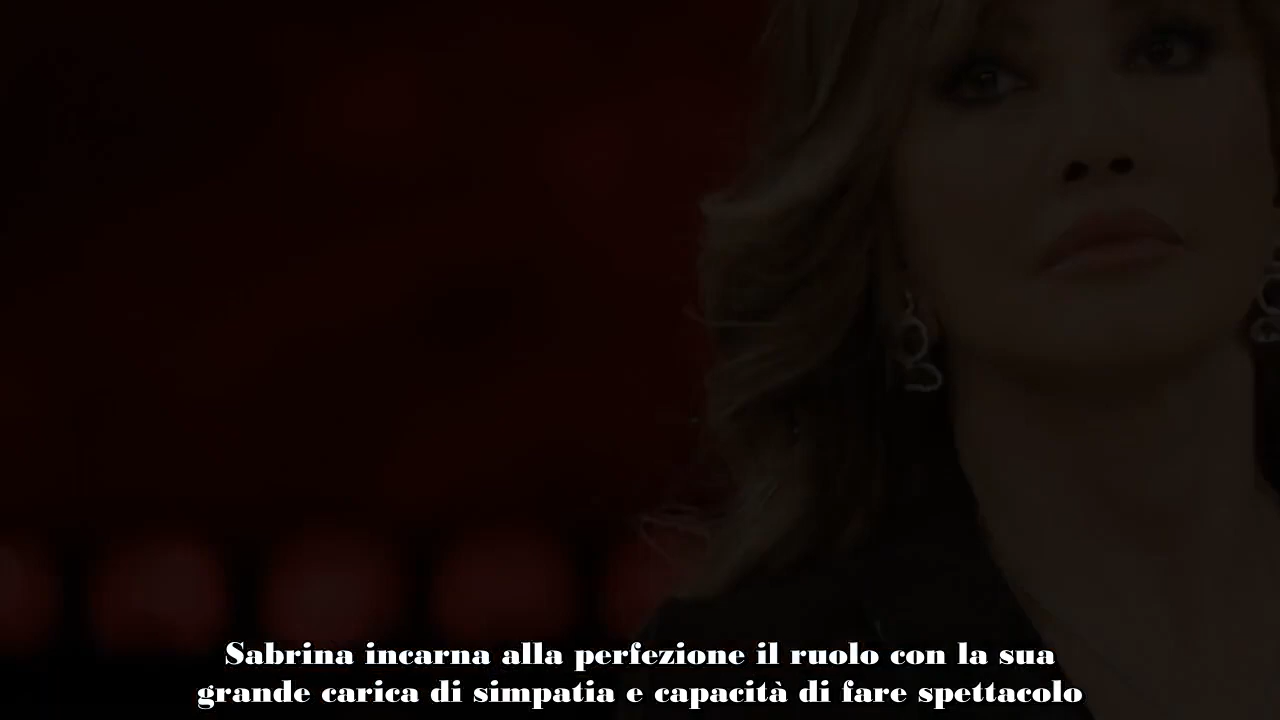 Sabrina incarna alla perfezione il ruolo con la sua
grande carica di simpatia e capacità di fare spettacolo